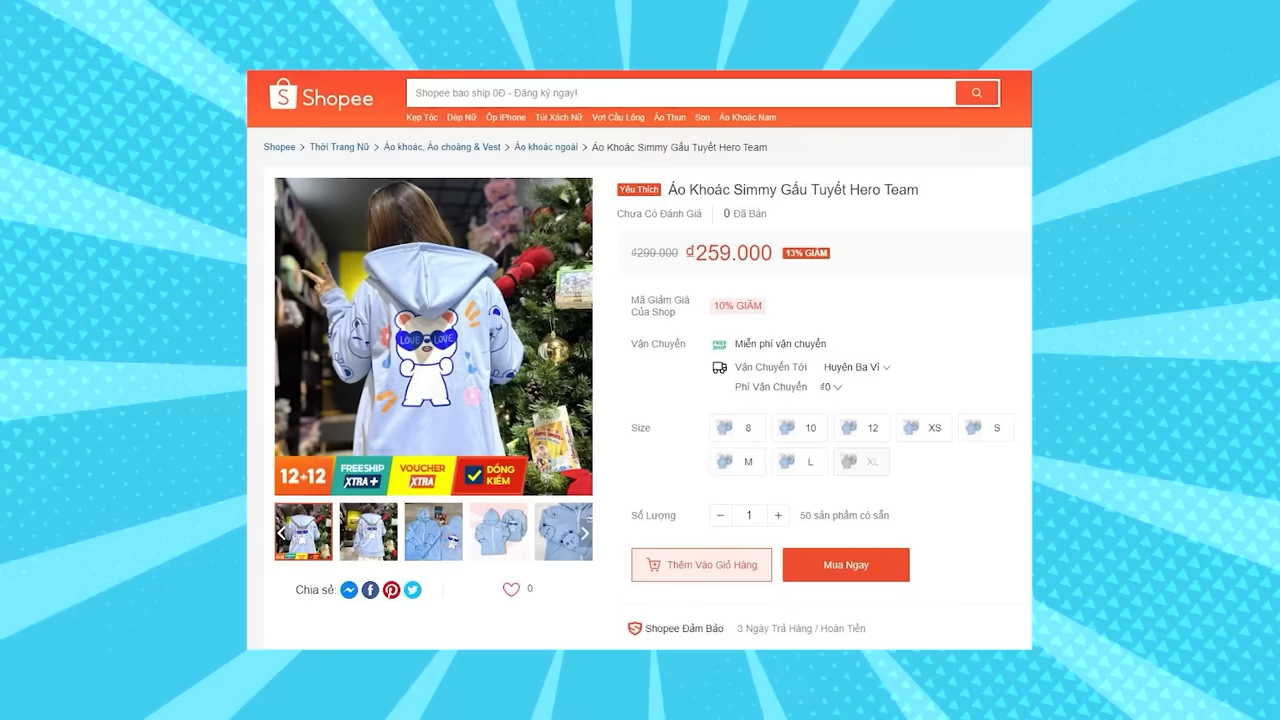 Shopee
Shopee bao ship 0Đ - Đăng ký ngay!
Kẹp Tóc Dép Nữ Ốp iPhone Túi Xách Nữ Vợt Cầu Lông Áo Thun Son Áo Khoác Nam
Shopee > Thời Trang Nữ > Áo khoác, Áo choàng & Vest > Áo khoác ngoài > Áo Khoác Simmy Gấu Tuyết Hero Team
Yêu Thích Áo Khoác Simmy Gấu Tuyết Hero Team
Chưa Có Đánh Giá 0 Đã Bán
₫299.000 ₫259.000 13% GIẢM
Mã Giảm Giá
Của Shop
10% GIẢM
Vận Chuyển FREE SHIP Miễn phí vận chuyển
Vận Chuyển Tới Huyện Ba Vì
Phí Vận Chuyển ₫0
LOVE LOVE
Size 8 10 12 XS S
M L XL
12+12 FREESHIP XTRA+ VOUCHER XTRA ĐỒNG KIỂM
Số Lượng − 1 + 50 sản phẩm có sẵn
Thêm Vào Giỏ Hàng Mua Ngay
Chia sẻ: 0
Shopee Đảm Bảo 3 Ngày Trả Hàng / Hoàn Tiền